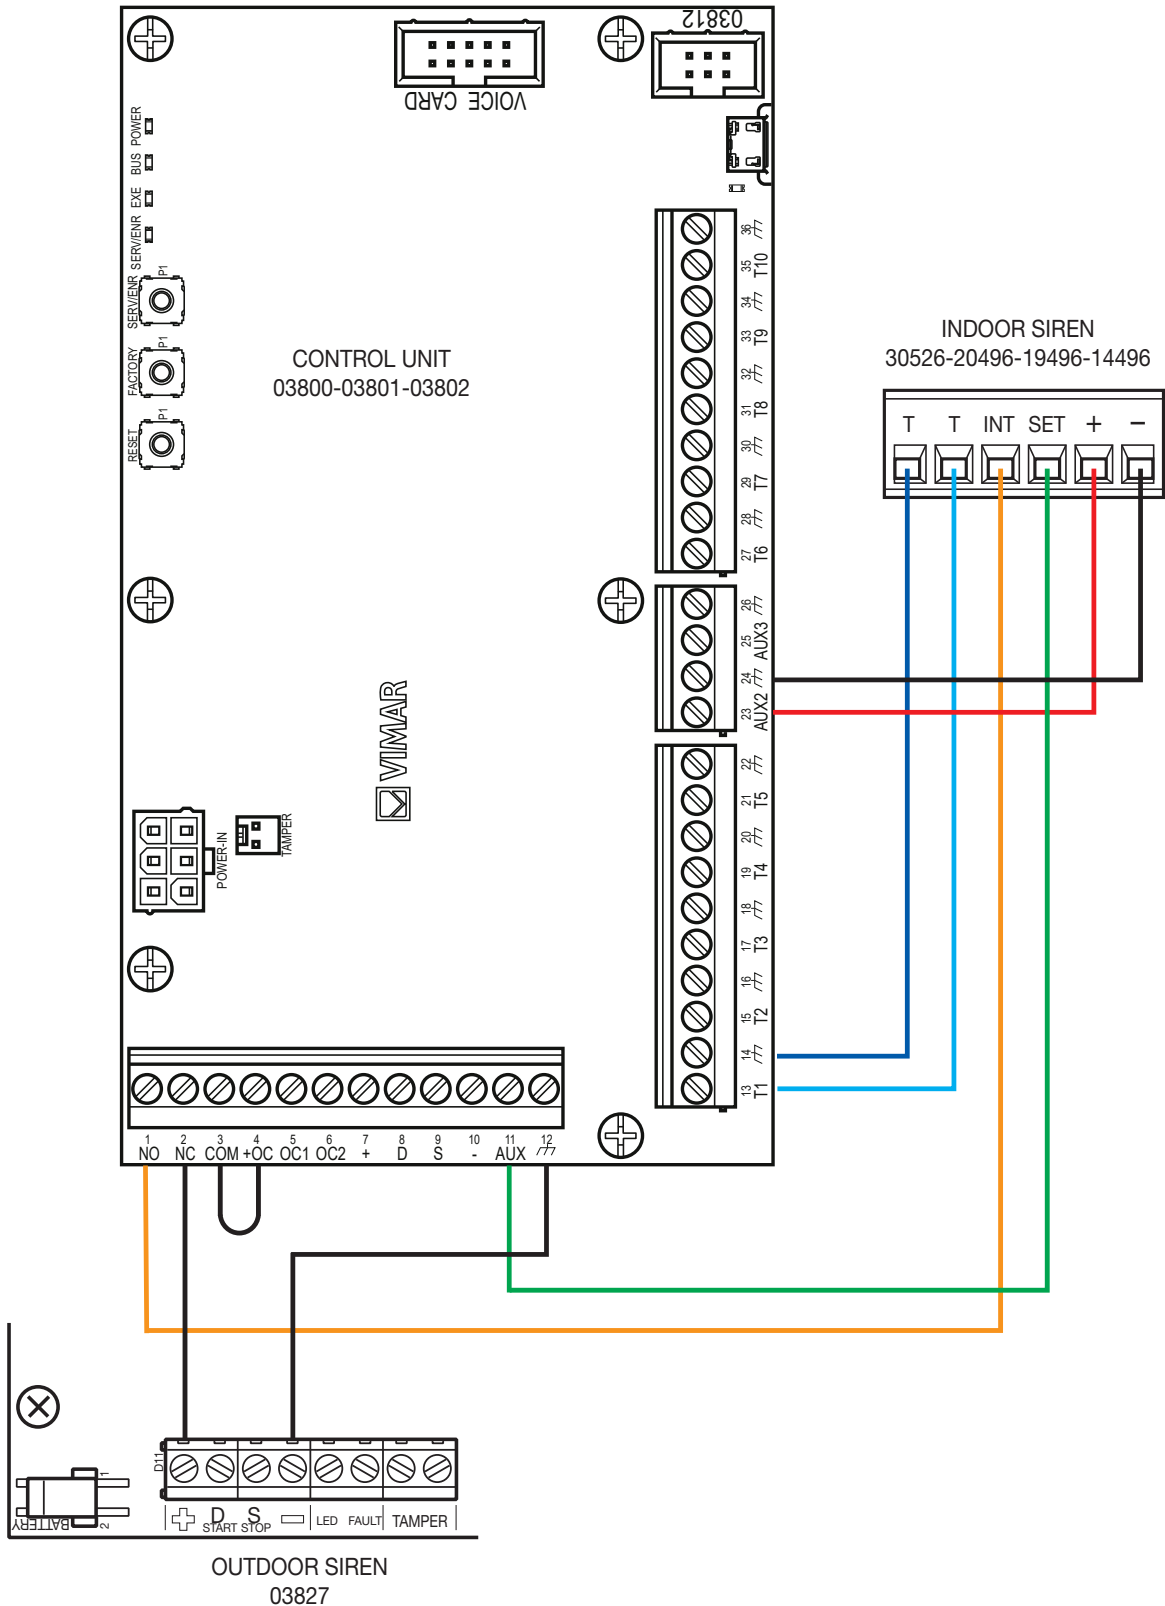 03812
VOICE CARD
POWER
BUS
EXE
SERV/ENR
SERV/ENR P1
FACTORY P1
RESET P1
CONTROL UNIT
03800-03801-03802
36
35 T10
34
33 T9
32
31 T8
30
29 T7
28
27 T6
26
25 AUX3
24
23 AUX2
22
21 T5
20
19 T4
18
17 T3
16
15 T2
14
13 T1
INDOOR SIREN
30526-20496-19496-14496
T T INT SET + -
VIMAR
POWER-IN
TAMPER
1 2 3 4 5 6 7 8 9 10 11 12
NO NC COM +OC OC1 OC2 + D S - AUX
D11
BATTERY
1
2
D S LED FAULT TAMPER
START STOP
OUTDOOR SIREN
03827